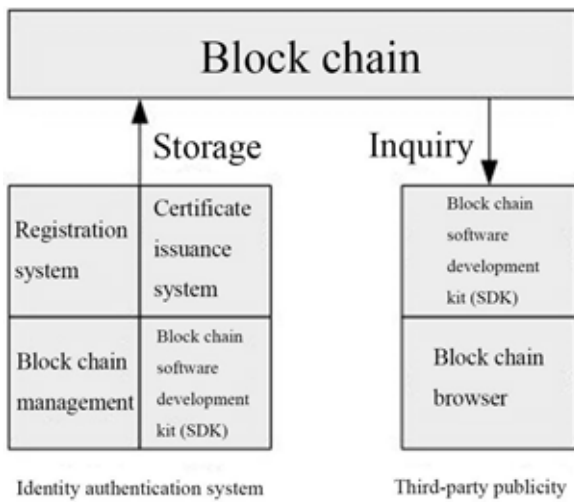 Block chain
Storage
Inquiry
Registration
system
Certificate
issuance
system
Block chain
management
Block chain
software
development
kit (SDK)
Block chain
software
development
kit (SDK)
Block chain
browser
Identity authentication system
Third-party publicity